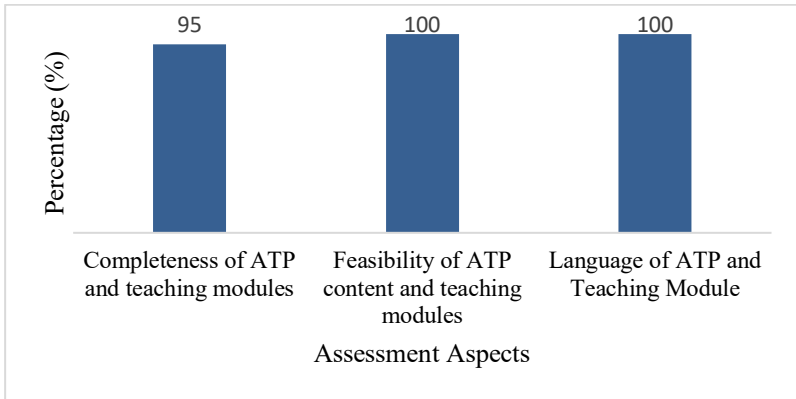 95
100
100
Percentage (%)
Completeness of ATP
and teaching modules
Feasibility of ATP
content and teaching
modules
Language of ATP and
Teaching Module
Assessment Aspects